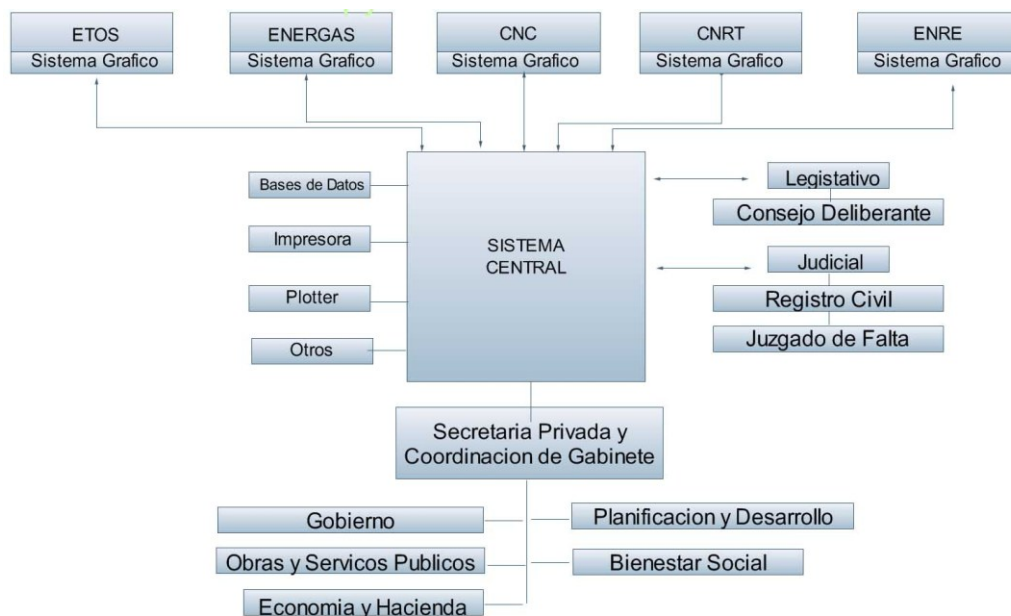 ETOS
Sistema Grafico
ENERGAS
Sistema Grafico
CNC
Sistema Grafico
CNRT
Sistema Grafico
ENRE
Sistema Grafico
Bases de Datos
Impresora
Plotter
Otros
SISTEMA
CENTRAL
Legistativo
Consejo Deliberante
Judicial
Registro Civil
Juzgado de Falta
Secretaria Privada y
Coordinacion de Gabinete
Gobierno
Planificacion y Desarrollo
Obras y Servicos Publicos
Bienestar Social
Economia y Hacienda